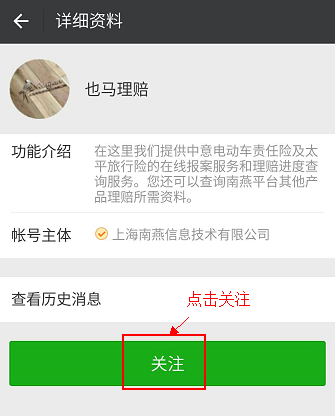 详细资料
也马理赔
功能介绍
在这里我们提供中意电动车责任险及太
平旅行险的在线报案服务和理赔进度查
询服务。您还可以查询南燕平台其他产
品理赔所需资料。
帐号主体
上海南燕信息技术有限公司
查看历史消息
点击关注
关注